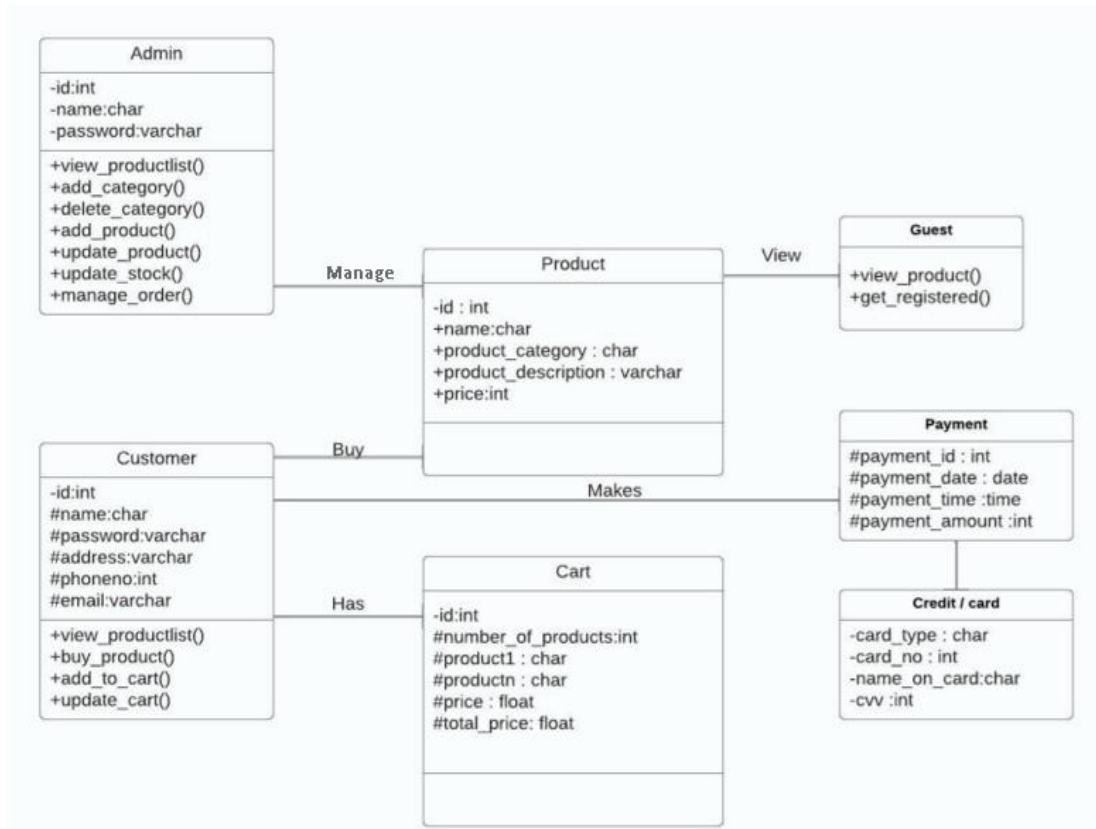 Admin
-id:int
-name:char
-password:varchar
+view_productlist()
+add_category()
+delete_category()
+add_product()
+update_product()
+update_stock()
+manage_order()
Manage
Product
-id : int
+name:char
+product_category : char
+product_description : varchar
+price:int
View
Guest
+view_product()
+get_registered()
Customer
-id:int
#name:char
#password:varchar
#address:varchar
#phoneno:int
#email:varchar
+view_productlist()
+buy_product()
+add_to_cart()
+update_cart()
Buy
Makes
Has
Payment
#payment_id : int
#payment_date : date
#payment_time :time
#payment_amount :int
Cart
-id:int
#number_of_products:int
#product1 : char
#productn : char
#price : float
#total_price: float
Credit / card
-card_type : char
-card_no : int
-name_on_card:char
-cvv :int